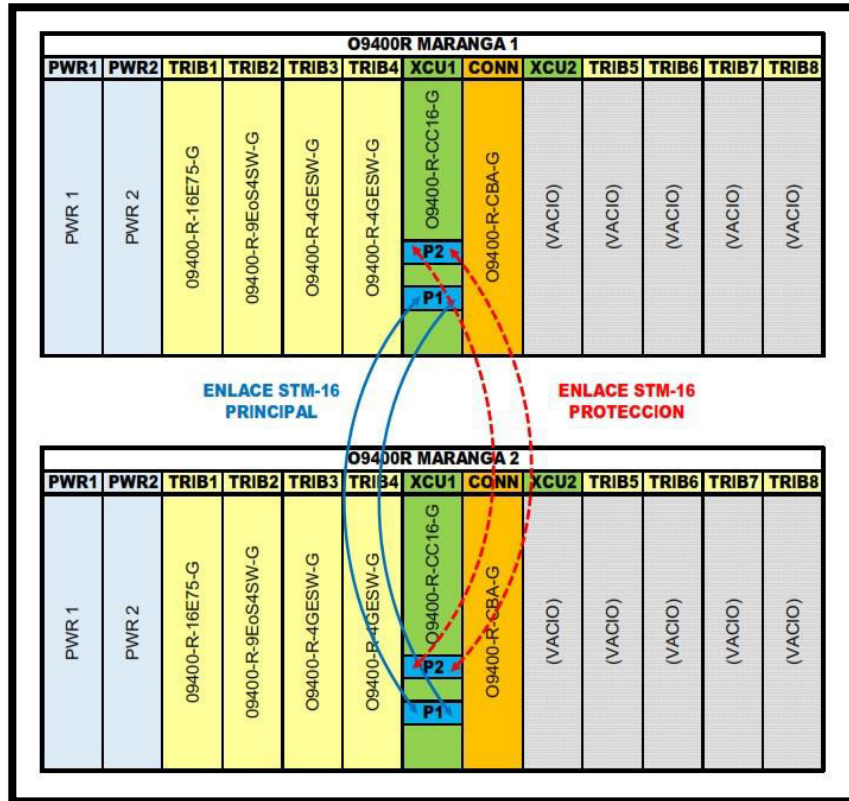 O9400R MARANGA 1
PWR1 PWR2 TRIB1 TRIB2 TRIB3 TRIB4 XCU1 CONN XCU2 TRIB5 TRIB6 TRIB7 TRIB8
PWR 1
PWR 2
09400-R-16E75-G
09400-R-9EoS4SW-G
O9400-R-4GESW-G
O9400-R-4GESW-G
O9400-R-CC16-G
O9400-R-CBA-G
(VACIO)
(VACIO)
(VACIO)
(VACIO)
(VACIO)
P2
P1
ENLACE STM-16
PRINCIPAL
ENLACE STM-16
PROTECCION
O9400R MARANGA 2
PWR1 PWR2 TRIB1 TRIB2 TRIB3 TRIB4 XCU1 CONN XCU2 TRIB5 TRIB6 TRIB7 TRIB8
PWR 1
PWR 2
09400-R-16E75-G
09400-R-9EoS4SW-G
O9400-R-4GESW-G
O9400-R-4GESW-G
O9400-R-CC16-G
O9400-R-CBA-G
(VACIO)
(VACIO)
(VACIO)
(VACIO)
(VACIO)
P2
P1